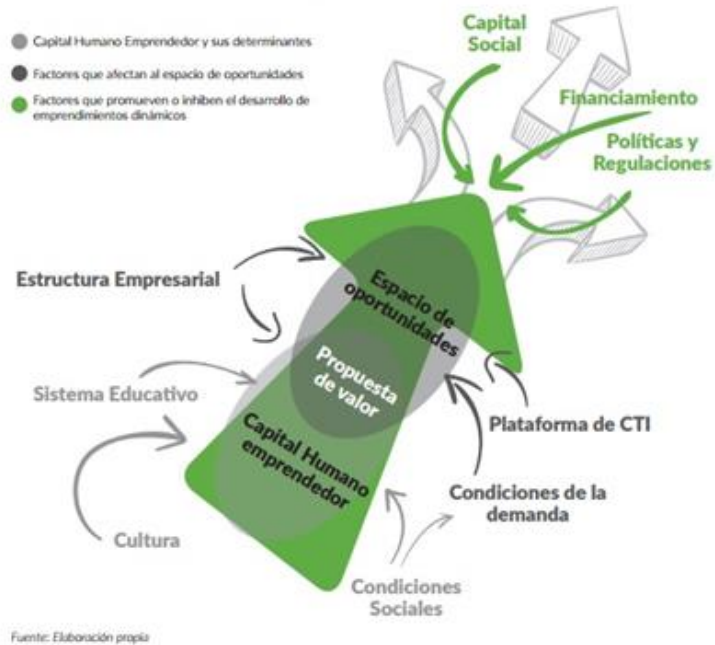 Capital Humano Emprendedor y sus determinantes
Factores que afectan al espacio de oportunidades
Factores que promueven o inhiben el desarrollo de
emprendimientos dinámicos
Capital
Social
Financiamiento
Políticas y
Regulaciones
Estructura Empresarial
Espacio de
oportunidades
Propuesta
de valor
Sistema Educativo
Capital Humano
emprendedor
Plataforma de CTI
Condiciones de la
demanda
Cultura
Condiciones
Sociales
Fuente: Elaboración propia